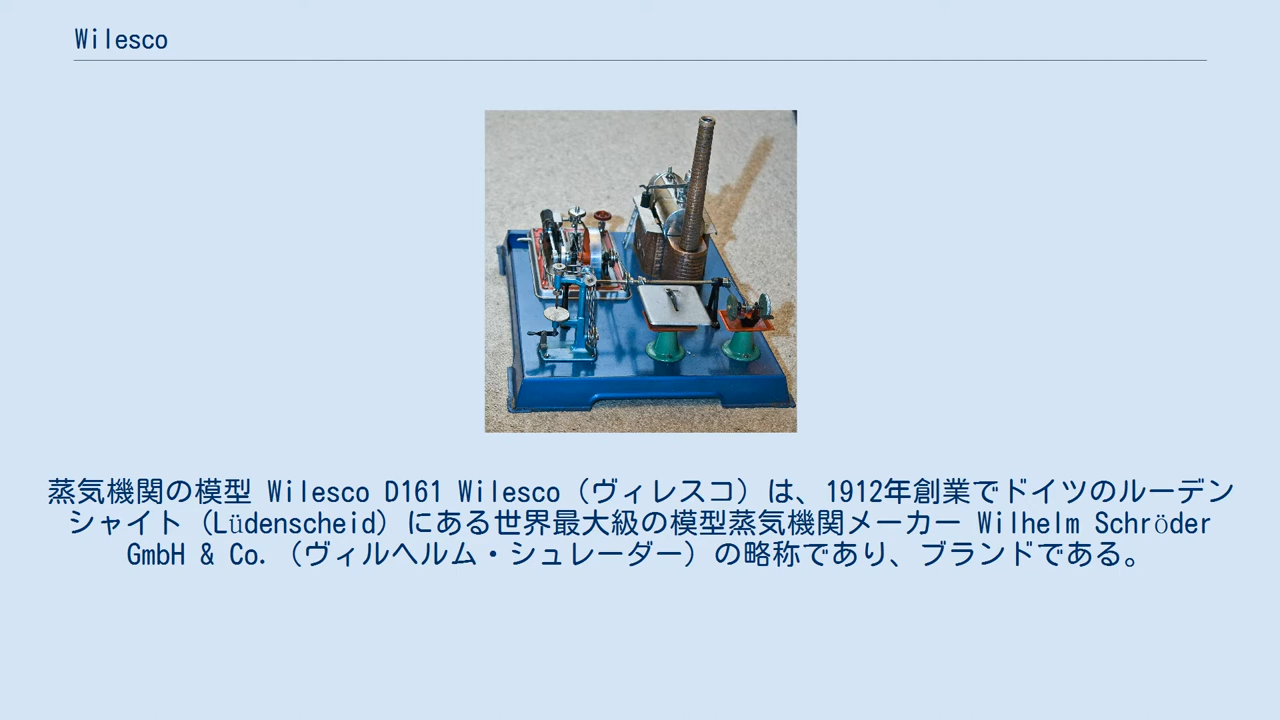 Wilesco
蒸気機関の模型 Wilesco D161 Wilesco（ヴィレスコ）は、1912年創業でドイツのルーデン
シャイト（Lüdenscheid）にある世界最大級の模型蒸気機関メーカー Wilhelm Schröder
GmbH & Co. （ヴィルヘルム・シュレーダー）の略称であり、ブランドである。